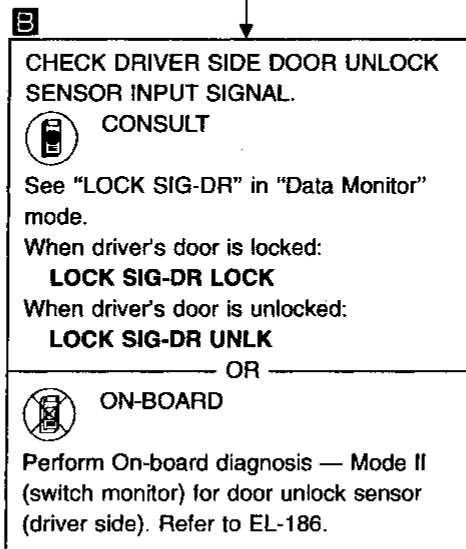 B
CHECK DRIVER SIDE DOOR UNLOCK
SENSOR INPUT SIGNAL.
CONSULT
See "LOCK SIG-DR" in "Data Monitor"
mode.
When driver's door is locked:
LOCK SIG-DR LOCK
When driver's door is unlocked:
LOCK SIG-DR UNLK
OR
ON-BOARD
Perform On-board diagnosis — Mode II
(switch monitor) for door unlock sensor
(driver side). Refer to EL-186.